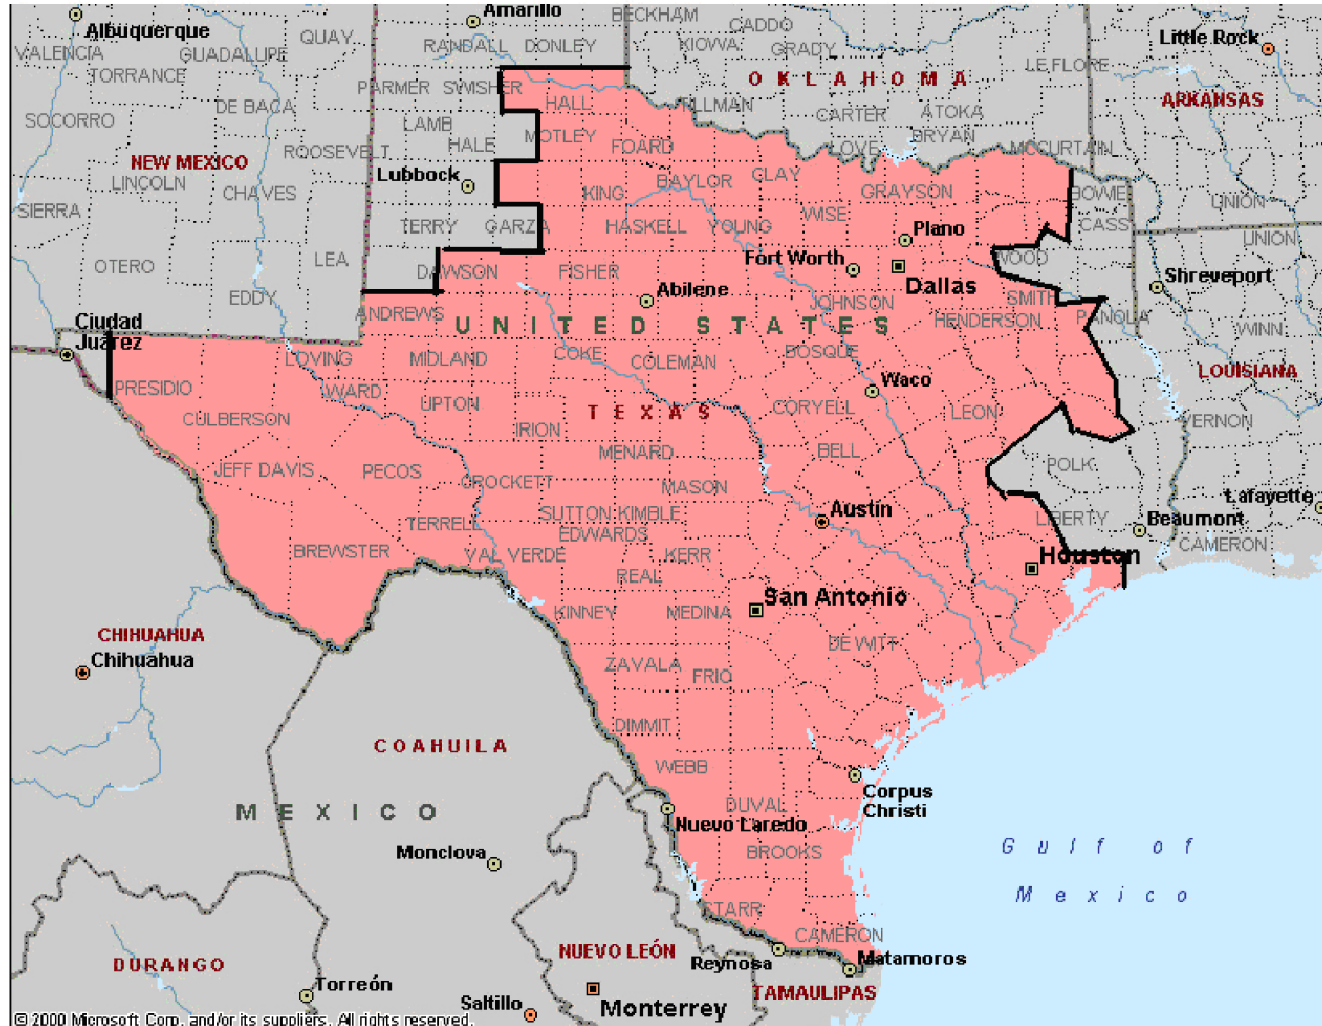 Albuquerque
Amarillo
BECKHAM
CADDO
Little Rock
VALENCIA
GUADALUPE
QUAY
RANDALL
DONLEY
KIOWA
GRADY
LE FLORE
TORRANCE
OKLAHOMA
ARKANSAS
DE BACA
PARMER
SWISHER
HALL
TILLMAN
CARTER
ATOKA
SOCORRO
LAMB
HALE
MOTLEY
FOARD
LOVE
BRYAN
MCCURTAIN
NEW MEXICO
ROOSEVELT
Lubbock
KING
BAYLOR
CLAY
GRAYSON
BOWIE
LINCOLN
CHAVES
SIERRA
TERRY
GARZA
HASKELL
YOUNG
WISE
Plano
CASS
UNION
UNION
OTERO
LEA
DAWSON
FISHER
Fort Worth
WOOD
Shreveport
EDDY
Abilene
Dallas
JOHNSON
SMITH
ANDREWS
HENDERSON
PANOLA
Ciudad
Juárez
UNITED STATES
WINN
LOVING
MIDLAND
COKE
COLEMAN
BOSQUE
LOUISIANA
PRESIDIO
WARD
UPTON
Waco
CULBERSON
TEXAS
CORYELL
LEON
VERNON
IRION
MENARD
BELL
JEFF DAVIS
PECOS
CROCKETT
MASON
POLK
Lafayette
TERRELL
SUTTON
KIMBLE
Austin
LIBERTY
Beaumont
EDWARDS
CAMERON
BREWSTER
VAL VERDE
KERR
Houston
REAL
KINNEY
MEDINA
San Antonio
CHIHUAHUA
Chihuahua
DE WITT
ZAVALA
FRIO
DIMMIT
COAHUILA
WEBB
MEXICO
DUVAL
Corpus
Christi
Nuevo Laredo
Monclova
BROOKS
Gulf of
Mexico
STARR
CAMERON
DURANGO
NUEVO LEÓN
Reynosa
Matamoros
Torreón
TAMAULIPAS
Saltillo
Monterrey
© 2000 Microsoft Corp. and/or its suppliers. All rights reserved.